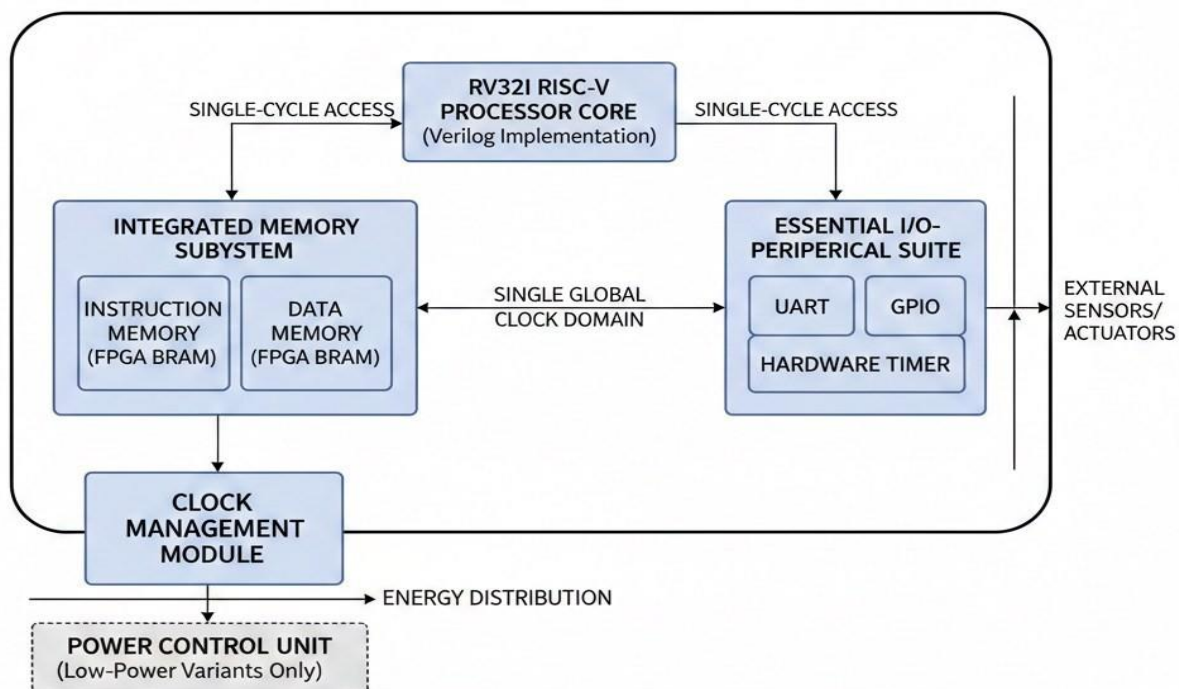 RV32I RISC-V
PROCESSOR CORE
(Verilog Implementation)
SINGLE-CYCLE ACCESS
SINGLE-CYCLE ACCESS
INTEGRATED MEMORY
SUBYSTEM
INSTRUCTION
MEMORY
(FPGA BRAM)
DATA
MEMORY
(FPGA BRAM)
SINGLE GLOBAL
CLOCK DOMAIN
ESSENTIAL I/O-
PERIPERICAL SUITE
UART
GPIO
HARDWARE TIMER
EXTERNAL
SENSORS/
ACTUATORS
CLOCK
MANAGEMENT
MODULE
ENERGY DISTRIBUTION
POWER CONTROL UNIT
(Low-Power Variants Only)